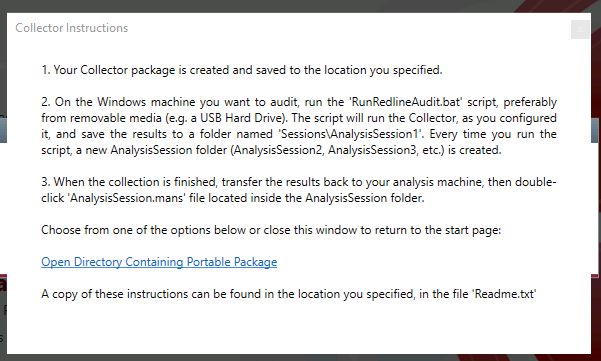 Collector Instructions
1. Your Collector package is created and saved to the location you specified.
2. On the Windows machine you want to audit, run the 'RunRedlineAudit.bat' script, preferably
from removable media (e.g. a USB Hard Drive). The script will run the Collector, as you configured
it, and save the results to a folder named 'Sessions\AnalysisSession1'. Every time you run the
script, a new AnalysisSession folder (AnalysisSession2, AnalysisSession3, etc.) is created.
3. When the collection is finished, transfer the results back to your analysis machine, then double-
click 'AnalysisSession.mans' file located inside the AnalysisSession folder.
Choose from one of the options below or close this window to return to the start page:
Open Directory Containing Portable Package
A copy of these instructions can be found in the location you specified, in the file 'Readme.txt'